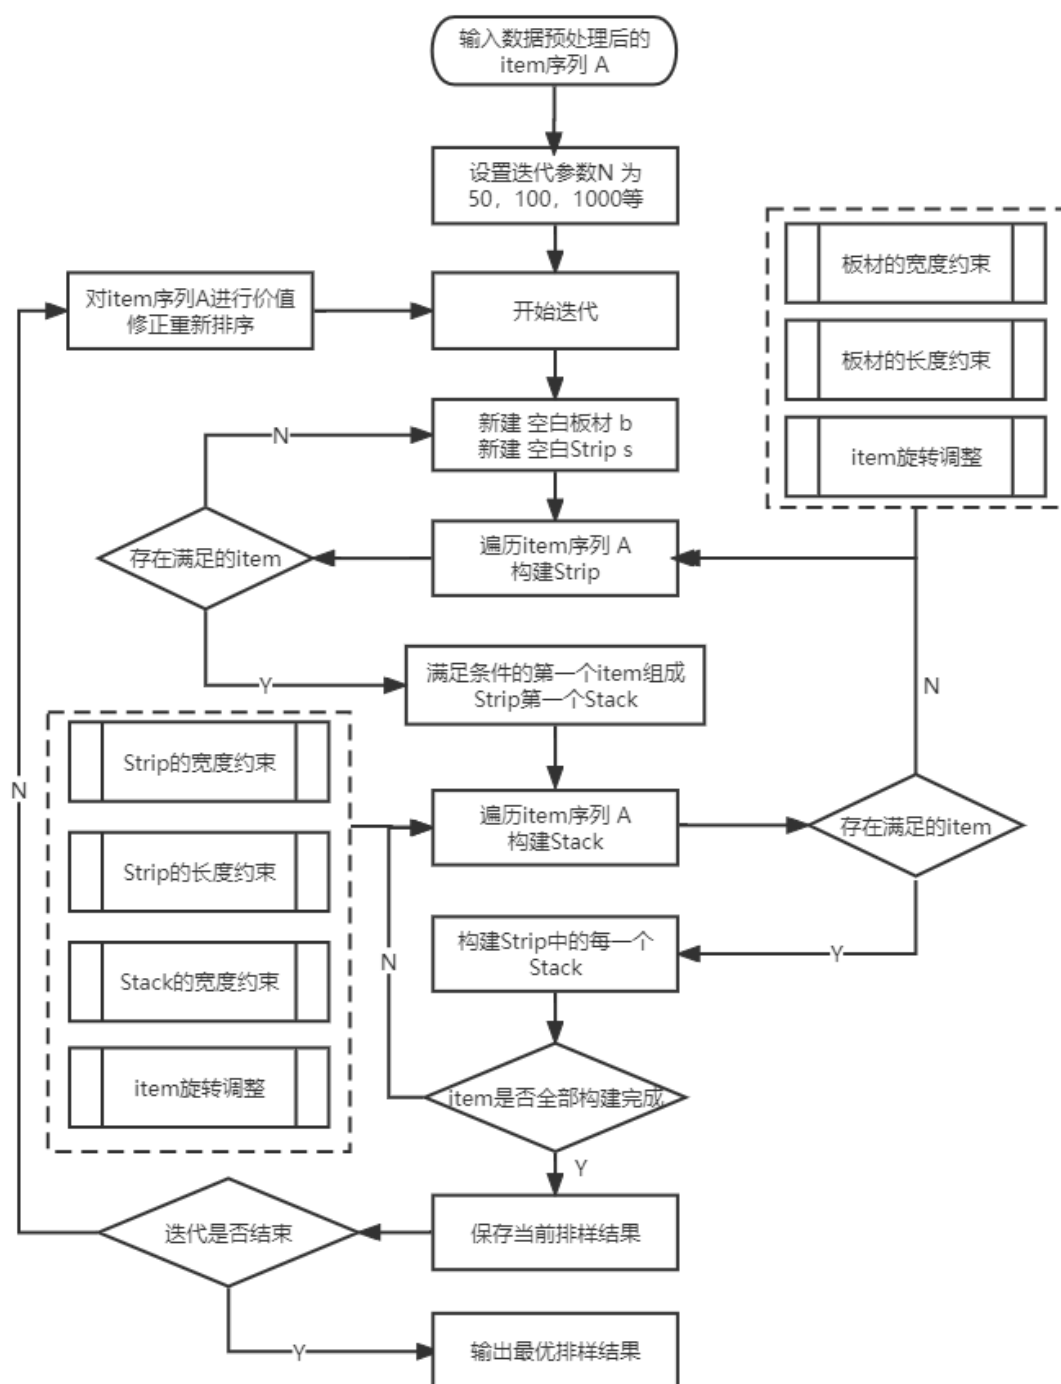 输入数据预处理后的
item序列 A
设置迭代参数N 为
50，100，1000等
板材的宽度约束
对item序列A进行价值
修正重新排序
开始迭代
板材的长度约束
新建 空白板材 b
新建 空白Strip s
N
item旋转调整
存在满足的item
遍历item序列 A
构建Strip
满足条件的第一个item组成
Strip第一个Stack
Y
N
Strip的宽度约束
N
遍历item序列 A
构建Stack
存在满足的item
Strip的长度约束
构建Strip中的每一个
Stack
Y
N
Stack的宽度约束
item旋转调整
item是否全部构建完成
Y
迭代是否结束
保存当前排样结果
Y
输出最优排样结果